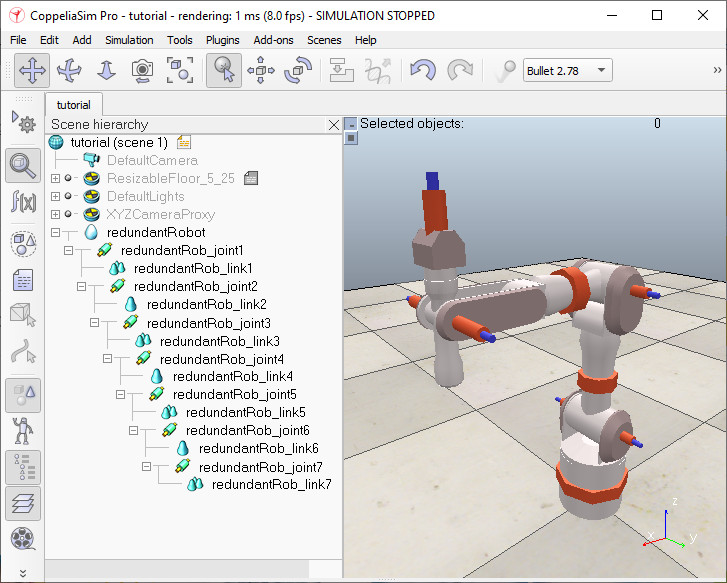 CoppeliaSim Pro - tutorial - rendering: 1 ms (8.0 fps) - SIMULATION STOPPED
File Edit Add Simulation Tools Plugins Add-ons Scenes Help
Bullet 2.78 »
f(x)
tutorial
Scene hierarchy
Selected objects: 0
tutorial (scene 1)
DefaultCamera
ResizableFloor_5_25
DefaultLights
XYZCameraProxy
redundantRobot
redundantRob_joint1
redundantRob_link1
redundantRob_joint2
redundantRob_link2
redundantRob_joint3
redundantRob_link3
redundantRob_joint4
redundantRob_link4
redundantRob_joint5
redundantRob_link5
redundantRob_joint6
redundantRob_link6
redundantRob_joint7
redundantRob_link7
z
x
y